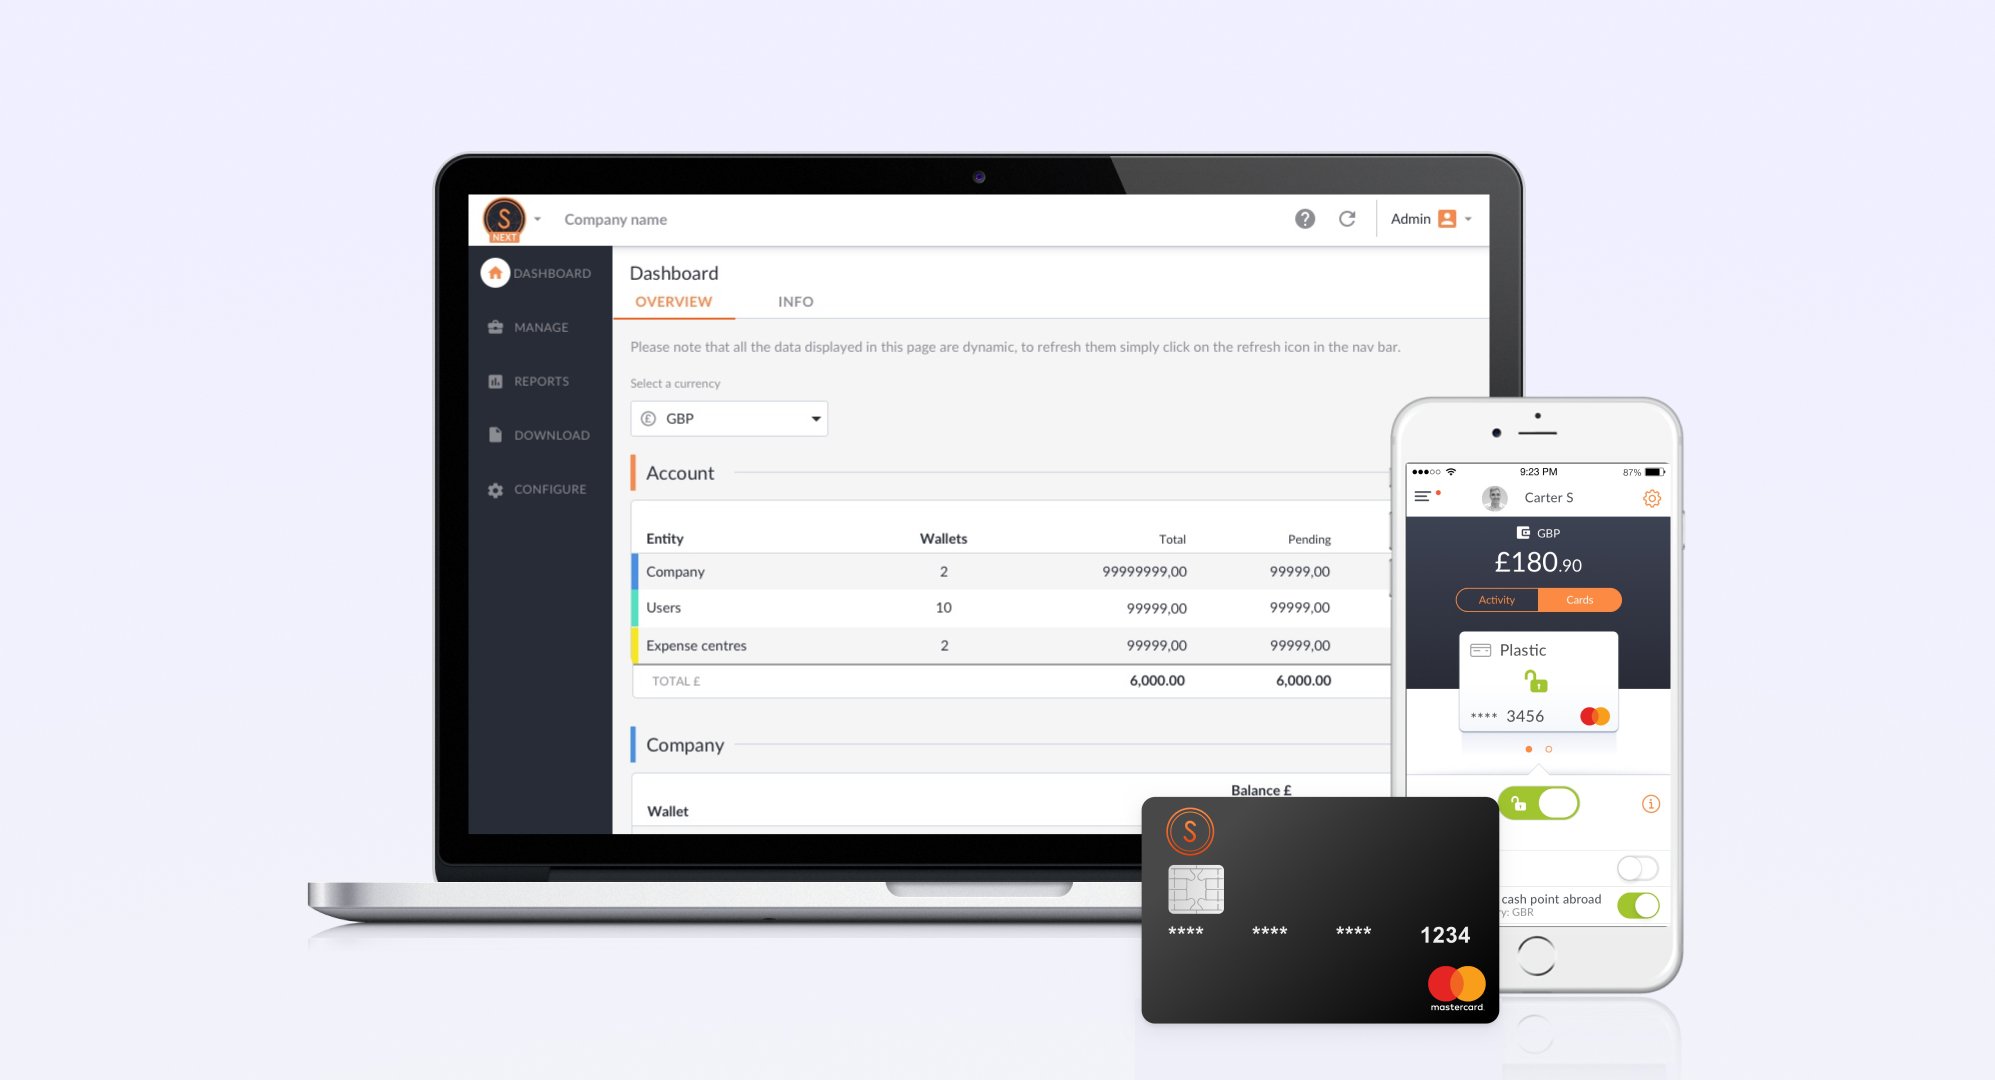 S
NEXT
Company name
Admin
DASHBOARD
MANAGE
REPORTS
DOWNLOAD
CONFIGURE
Dashboard
OVERVIEW INFO
Please note that all the data displayed in this page are dynamic, to refresh them simply click on the refresh icon in the nav bar.
Select a currency
£ GBP
Account
Entity Wallets Total Pending
Company 2 99999999,00 99999,00
Users 10 99999,00 99999,00
Expense centres 2 99999,00 99999,00
TOTAL £ 6,000.00 6,000.00
Company
Balance £
Wallet
9:23 PM 87%
Carter S
GBP
£180.90
Activity Cards
Plastic
**** 3456
cash point abroad
y: GBR
S
**** **** **** 1234
mastercard